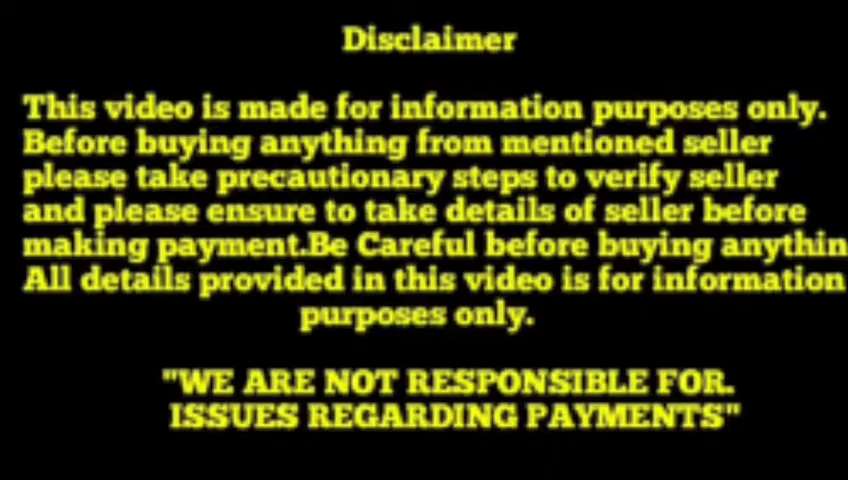 Disclaimer
This video is made for information purposes only.
Before buying anything from mentioned seller
please take precautionary steps to verify seller
and please ensure to take details of seller before
making payment.Be Careful before buying anythin
All details provided in this video is for information
purposes only.
"WE ARE NOT RESPONSIBLE FOR.
ISSUES REGARDING PAYMENTS"